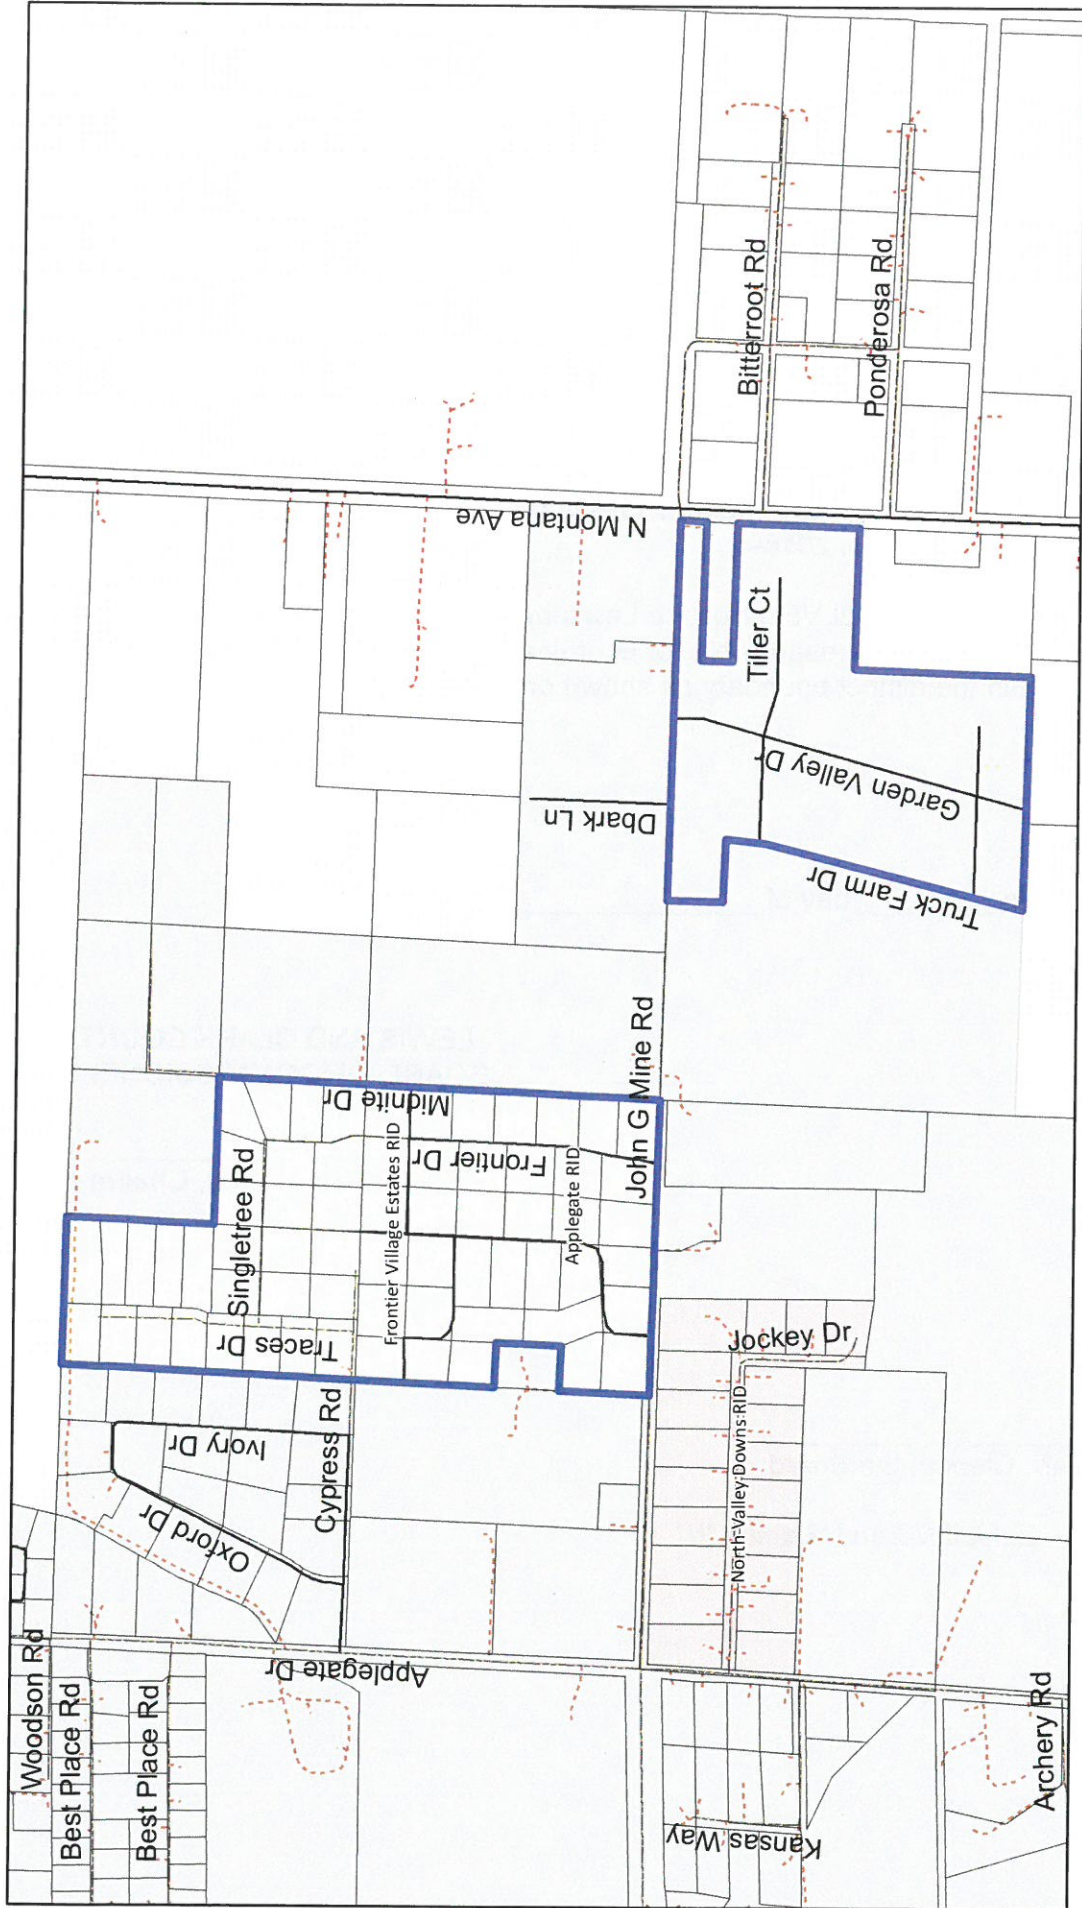 Woodson Rd
Best Place Rd
Best Place Rd
Applegate Dr
Oxford Dr
Ivory Dr
Cypress Rd
Traces Dr
Singletree Rd
Frontier Village Estates RID
Midnite Dr
Frontier Dr
Applegate RID
John G Mine Rd
Jockey Dr
North Valley Downs RID
Kansas Way
Archery Rd
N Montana Ave
Dbark Ln
Tiller Ct
Garden Valley Dr
Truck Farm Dr
Bitterroot Rd
Ponderosa Rd